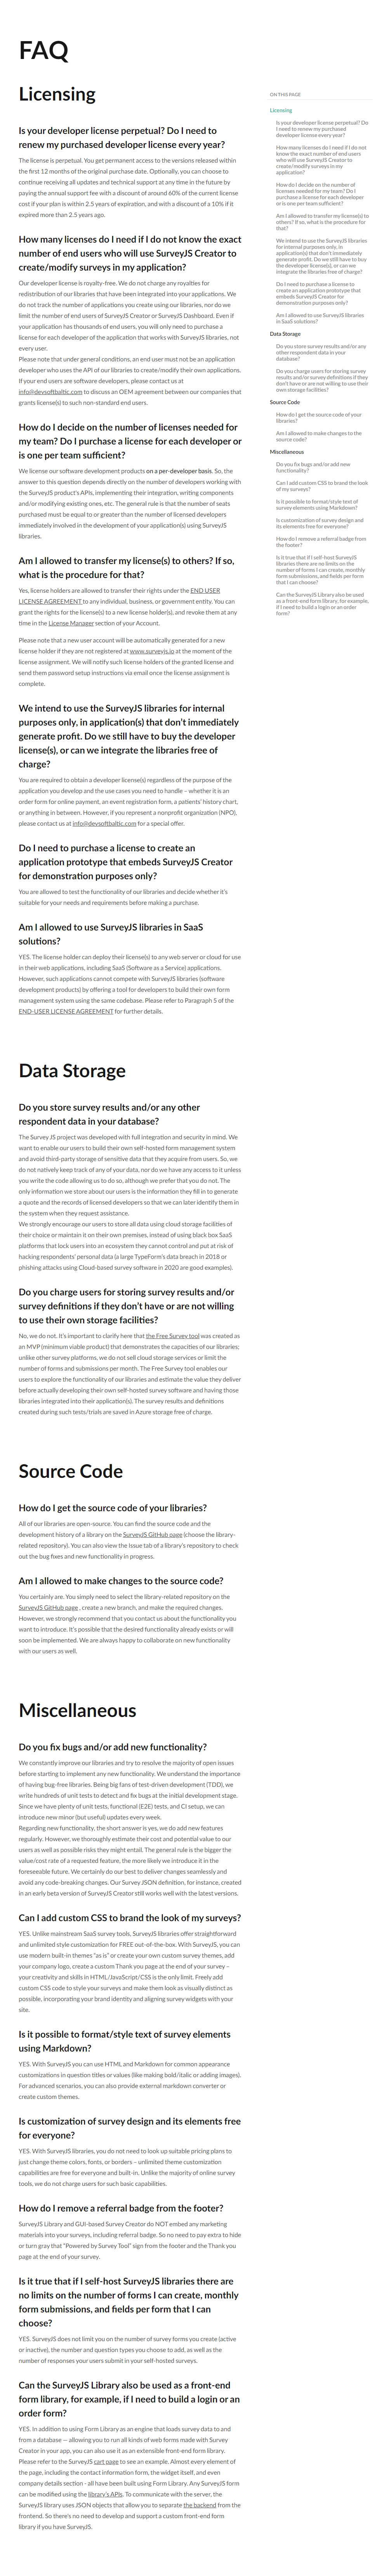 FAQ
Licensing
Is your developer license perpetual? Do I need to
renew my purchased developer license every year?
The license is perpetual. You get permanent access to the versions released within
the first 12 months of the original purchase date. Optionally, you can choose to
continue receiving all updates and technical support at any time in the future by
paying the annual support fee with a discount of around 60% of the current license
cost if your plan is within 2.5 years of expiration, and with a discount of a 10% if it
expired more than 2.5 years ago.
How many licenses do I need if I do not know the exact
number of end users who will use SurveyJS Creator to
create/modify surveys in my application?
Our developer license is royalty-free. We do not charge any royalties for
redistribution of our libraries that have been integrated into your applications. We
do not track the number of applications you create using our libraries, nor do we
limit the number of end users of SurveyJS Creator or SurveyJS Dashboard. Even if
your application has thousands of end users, you will only need to purchase a
license for each developer of the application that works with SurveyJS libraries, not
every user.
Please note that under general conditions, an end user must not be an application
developer who uses the API of our libraries to create/modify their own applications.
If your end users are software developers, please contact us at
info@devsoftbaltic.com to discuss an OEM agreement between our companies that
grants license(s) to such non-standard end users.
How do I decide on the number of licenses needed for
my team? Do I purchase a license for each developer or
is one per team sufficient?
We license our software development products on a per-developer basis. So, the
answer to this question depends directly on the number of developers working with
the SurveyJS product's APIs, implementing their integration, writing components
and/or modifying existing ones, etc. The general rule is that the number of seats
purchased must be equal to or greater than the number of licensed developers
immediately involved in the development of your application(s) using SurveyJS
libraries.
Am I allowed to transfer my license(s) to others? If so,
what is the procedure for that?
Yes, license holders are allowed to transfer their rights under the END USER
LICENSE AGREEMENT to any individual, business, or government entity. You can
grant the rights for the license(s) to a new license holder(s), and revoke them at any
time in the License Manager section of your Account.
Please note that a new user account will be automatically generated for a new
license holder if they are not registered at www.surveyjs.io at the moment of the
license assignment. We will notify such license holders of the granted license and
send them password setup instructions via email once the license assignment is
complete.
We intend to use the SurveyJS libraries for internal
purposes only, in application(s) that don't immediately
generate profit. Do we still have to buy the developer
license(s), or can we integrate the libraries free of
charge?
You are required to obtain a developer license(s) regardless of the purpose of the
application you develop and the use cases you need to handle – whether it is an
order form for online payment, an event registration form, a patients' history chart,
or anything in between. However, if you represent a nonprofit organization (NPO),
please contact us at info@devsoftbaltic.com for a special offer.
Do I need to purchase a license to create an
application prototype that embeds SurveyJS Creator
for demonstration purposes only?
You are allowed to test the functionality of our libraries and decide whether it's
suitable for your needs and requirements before making a purchase.
Am I allowed to use SurveyJS libraries in SaaS
solutions?
YES. The license holder can deploy their license(s) to any web server or cloud for use
in their web applications, including SaaS (Software as a Service) applications.
However, such applications cannot compete with SurveyJS libraries (software
development products) by offering a tool for developers to build their own form
management system using the same codebase. Please refer to Paragraph 5 of the
END-USER LICENSE AGREEMENT for further details.
Data Storage
Do you store survey results and/or any other
respondent data in your database?
The Survey JS project was developed with full integration and security in mind. We
want to enable our users to build their own self-hosted form management system
and avoid third-party storage of sensitive data that they acquire from users. So, we
do not natively keep track of any of your data, nor do we have any access to it unless
you write the code allowing us to do so, although we prefer that you do not. The
only information we store about our users is the information they fill in to generate
a quote and the records of licensed developers so that we can later identify them in
the system when they request assistance.
We strongly encourage our users to store all data using cloud storage facilities of
their choice or maintain it on their own premises, instead of using black box SaaS
platforms that lock users into an ecosystem they cannot control and put at risk of
hacking respondents' personal data (a large TypeForm's data breach in 2018 or
phishing attacks using Cloud-based survey software in 2020 are good examples).
Do you charge users for storing survey results and/or
survey definitions if they don't have or are not willing
to use their own storage facilities?
No, we do not. It's important to clarify here that the Free Survey tool was created as
an MVP (minimum viable product) that demonstrates the capacities of our libraries;
unlike other survey platforms, we do not sell cloud storage services or limit the
number of forms and submissions per month. The Free Survey tool enables our
users to explore the functionality of our libraries and estimate the value they deliver
before actually developing their own self-hosted survey software and having those
libraries integrated into their application(s). The survey results and definitions
created during such tests/trials are saved in Azure storage free of charge.
Source Code
How do I get the source code of your libraries?
All of our libraries are open-source. You can find the source code and the
development history of a library on the SurveyJS GitHub page (choose the library-
related repository). You can also view the Issue tab of a library's repository to check
out the bug fixes and new functionality in progress.
Am I allowed to make changes to the source code?
You certainly are. You simply need to select the library-related repository on the
SurveyJS GitHub page , create a new branch, and make the required changes.
However, we strongly recommend that you contact us about the functionality you
want to introduce. It's possible that the desired functionality already exists or will
soon be implemented. We are always happy to collaborate on new functionality
with our users as well.
Miscellaneous
Do you fix bugs and/or add new functionality?
We constantly improve our libraries and try to resolve the majority of open issues
before starting to implement any new functionality. We understand the importance
of having bug-free libraries. Being big fans of test-driven development (TDD), we
write hundreds of unit tests to detect and fix bugs at the initial development stage.
Since we have plenty of unit tests, functional (E2E) tests, and CI setup, we can
introduce new minor (but useful) updates every week.
Regarding new functionality, the short answer is yes, we do add new features
regularly. However, we thoroughly estimate their cost and potential value to our
users as well as possible risks they might entail. The general rule is the bigger the
value/cost rate of a requested feature, the more likely we introduce it in the
foreseeable future. We certainly do our best to deliver changes seamlessly and
avoid any code-breaking changes. Our Survey JSON definition, for instance, created
in an early beta version of SurveyJS Creator still works well with the latest versions.
Can I add custom CSS to brand the look of my surveys?
YES. Unlike mainstream SaaS survey tools, SurveyJS libraries offer straightforward
and unlimited style customization for FREE out-of-the-box. With SurveyJS, you can
use modern built-in themes "as is" or create your own custom survey themes, add
your company logo, create a custom Thank you page at the end of your survey –
your creativity and skills in HTML/JavaScript/CSS is the only limit. Freely add
custom CSS code to style your surveys and make them look as visually distinct as
possible, incorporating your brand identity and aligning survey widgets with your
site.
Is it possible to format/style text of survey elements
using Markdown?
YES. With SurveyJS you can use HTML and Markdown for common appearance
customizations in question titles or values (like making bold/italic or adding images).
For advanced scenarios, you can also provide external markdown converter or
create custom themes.
Is customization of survey design and its elements free
for everyone?
YES. With SurveyJS libraries, you do not need to look up suitable pricing plans to
just change theme colors, fonts, or borders – unlimited theme customization
capabilities are free for everyone and built-in. Unlike the majority of online survey
tools, we do not charge users for such basic capabilities.
How do I remove a referral badge from the footer?
SurveyJS Library and GUI-based Survey Creator do NOT embed any marketing
materials into your surveys, including referral badge. So no need to pay extra to hide
or turn gray that "Powered by Survey Tool" sign from the footer and the Thank you
page at the end of your survey.
Is it true that if I self-host SurveyJS libraries there are
no limits on the number of forms I can create, monthly
form submissions, and fields per form that I can
choose?
YES. SurveyJS does not limit you on the number of survey forms you create (active
or inactive), the number and question types you choose to add, as well as the
number of responses your users submit in your self-hosted surveys.
Can the SurveyJS Library also be used as a front-end
form library, for example, if I need to build a login or an
order form?
YES. In addition to using Form Library as an engine that loads survey data to and
from a database — allowing you to run all kinds of web forms made with Survey
Creator in your app, you can also use it as an extensible front-end form library.
Please refer to the SurveyJS cart page to see an example. Almost every element of
the page, including the contact information form, the widget itself, and even
company details section - all have been built using Form Library. Any SurveyJS form
can be modified using the library's APIs. To communicate with the server, the
SurveyJS library uses JSON objects that allow you to separate the backend from the
frontend. So there's no need to develop and support a custom front-end form
library if you have SurveyJS.
ON THIS PAGE
Licensing
Is your developer license perpetual? Do
I need to renew my purchased
developer license every year?
How many licenses do I need if I do not
know the exact number of end users
who will use SurveyJS Creator to
create/modify surveys in my
application?
How do I decide on the number of
licenses needed for my team? Do I
purchase a license for each developer
or is one per team sufficient?
Am I allowed to transfer my license(s) to
others? If so, what is the procedure for
that?
We intend to use the SurveyJS libraries
for internal purposes only, in
application(s) that don't immediately
generate profit. Do we still have to buy
the developer license(s), or can we
integrate the libraries free of charge?
Do I need to purchase a license to
create an application prototype that
embeds SurveyJS Creator for
demonstration purposes only?
Am I allowed to use SurveyJS libraries
in SaaS solutions?
Data Storage
Do you store survey results and/or any
other respondent data in your
database?
Do you charge users for storing survey
results and/or survey definitions if they
don't have or are not willing to use their
own storage facilities?
Source Code
How do I get the source code of your
libraries?
Am I allowed to make changes to the
source code?
Miscellaneous
Do you fix bugs and/or add new
functionality?
Can I add custom CSS to brand the look
of my surveys?
Is it possible to format/style text of
survey elements using Markdown?
Is customization of survey design and
its elements free for everyone?
How do I remove a referral badge from
the footer?
Is it true that if I self-host SurveyJS
libraries there are no limits on the
number of forms I can create, monthly
form submissions, and fields per form
that I can choose?
Can the SurveyJS Library also be used
as a front-end form library, for example,
if I need to build a login or an order
form?